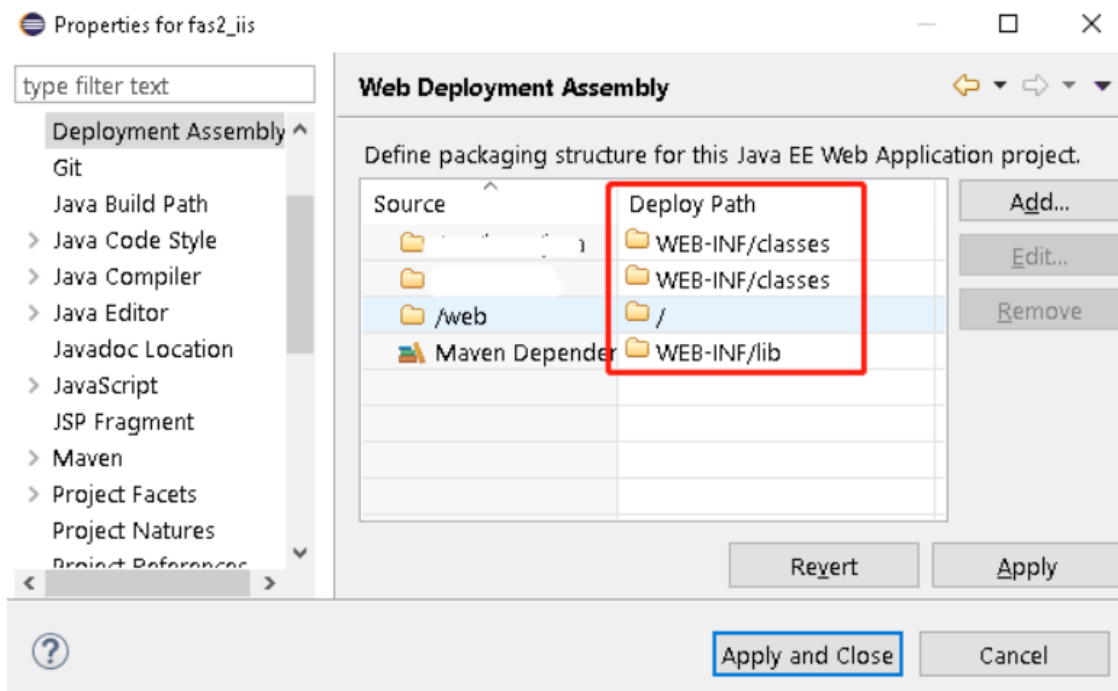 Properties for fas2_iis
type filter text
Deployment Assembly
Git
Java Build Path
Java Code Style
Java Compiler
Java Editor
Javadoc Location
JavaScript
JSP Fragment
Maven
Project Facets
Project Natures
Project References
Web Deployment Assembly
Define packaging structure for this Java EE Web Application project.
Source Deploy Path
WEB-INF/classes
WEB-INF/classes
/web /
Maven Depender WEB-INF/lib
Add...
Edit...
Remove
Revert Apply
Apply and Close Cancel